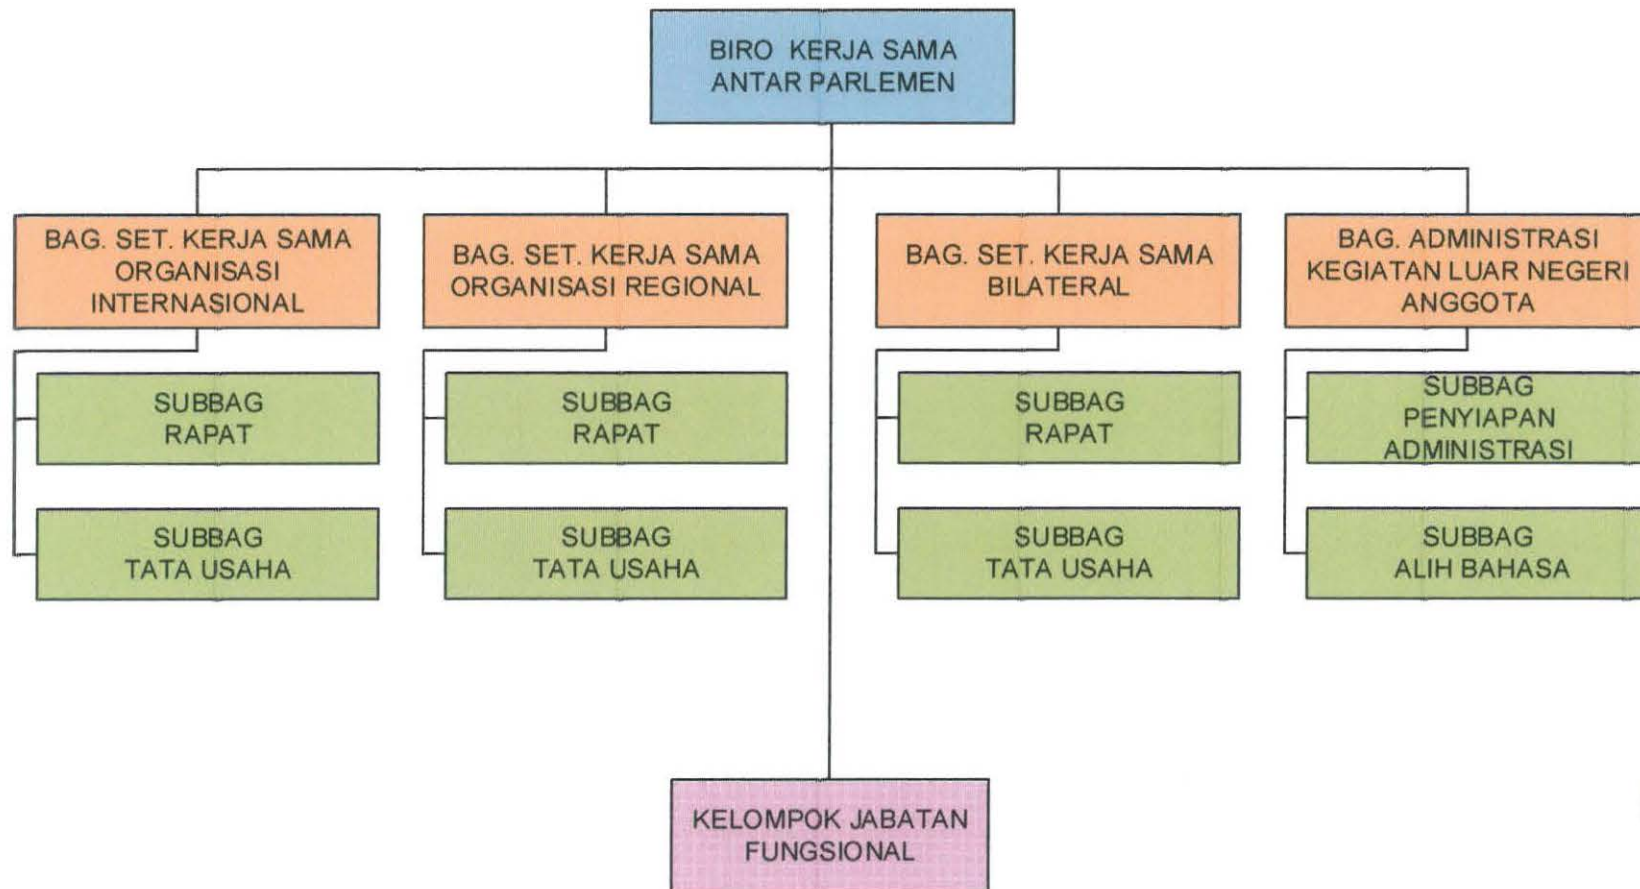 BIRO KERJA SAMA
ANTAR PARLEMEN
BAG. SET. KERJA SAMA
ORGANISASI
INTERNASIONAL
BAG. SET. KERJA SAMA
ORGANISASI REGIONAL
BAG. SET. KERJA SAMA
BILATERAL
BAG. ADMINISTRASI
KEGIATAN LUAR NEGERI
ANGGOTA
SUBBAG
RAPAT
SUBBAG
RAPAT
SUBBAG
RAPAT
SUBBAG
PENYIAPAN
ADMINISTRASI
SUBBAG
TATA USAHA
SUBBAG
TATA USAHA
SUBBAG
TATA USAHA
SUBBAG
ALIH BAHASA
KELOMPOK JABATAN
FUNGSIONAL